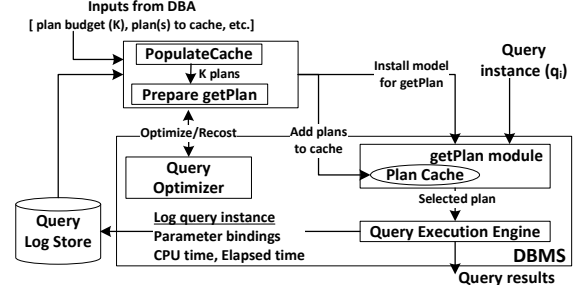 Inputs from DBA
[ plan budget (K), plan(s) to cache, etc.]
PopulateCache
K plans
Prepare getPlan
Install model
for getPlan
Query
instance (qi)
Optimize/Recost
Add plans
to cache
getPlan module
Plan Cache
Query
Optimizer
Selected plan
Query
Log Store
Log query instance
Parameter bindings
CPU time, Elapsed time
Query Execution Engine
DBMS
Query results